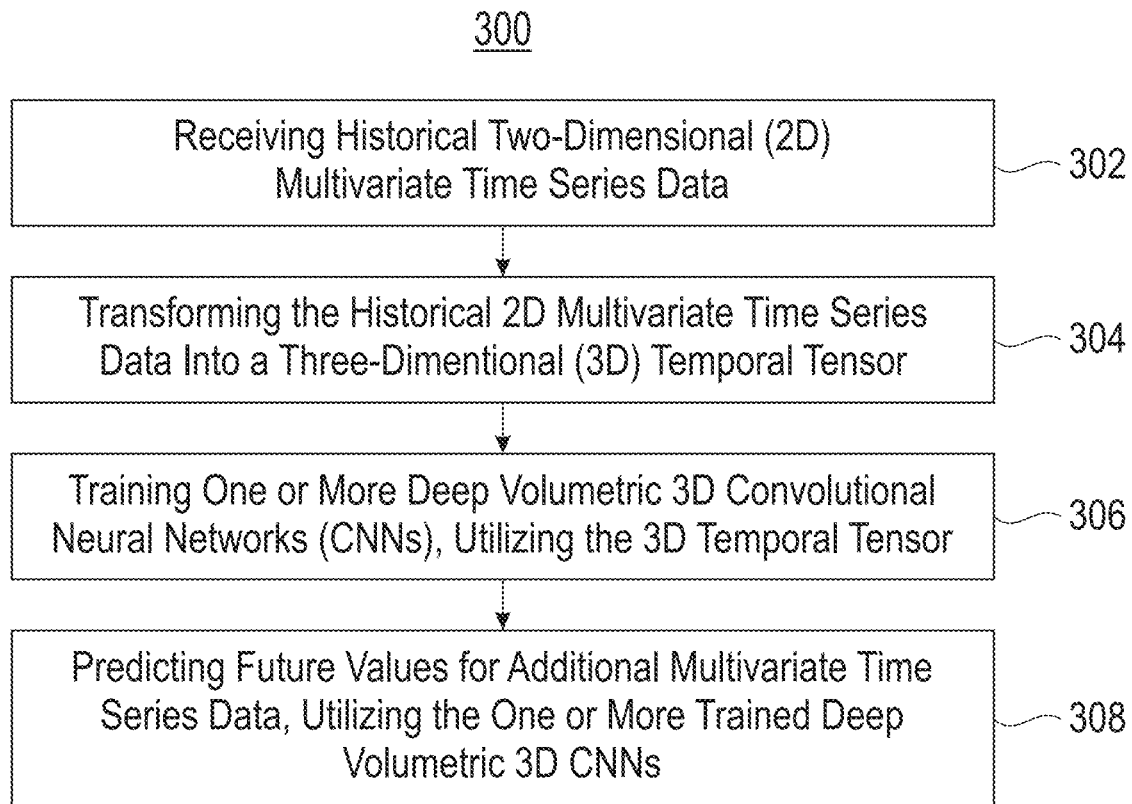 300
Receiving Historical Two-Dimensional (2D)
Multivariate Time Series Data
302
Transforming the Historical 2D Multivariate Time Series
Data Into a Three-Dimentional (3D) Temporal Tensor
304
Training One or More Deep Volumetric 3D Convolutional
Neural Networks (CNNs), Utilizing the 3D Temporal Tensor
306
Predicting Future Values for Additional Multivariate Time
Series Data, Utilizing the One or More Trained Deep
Volumetric 3D CNNs
308